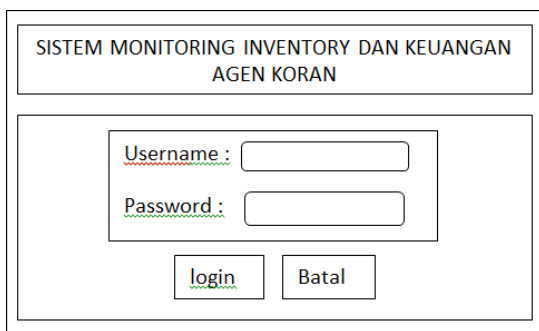 SISTEM MONITORING INVENTORY DAN KEUANGAN
AGEN KORAN
Username :
Password :
login
Batal